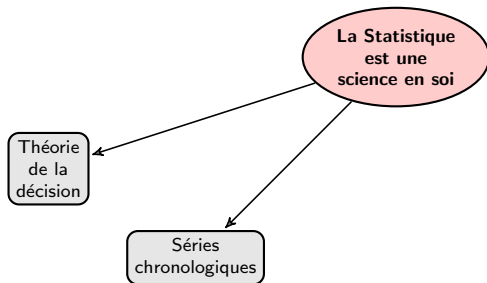 La Statistique
est une
science en soi
Théorie
de la
décision
Séries
chronologiques